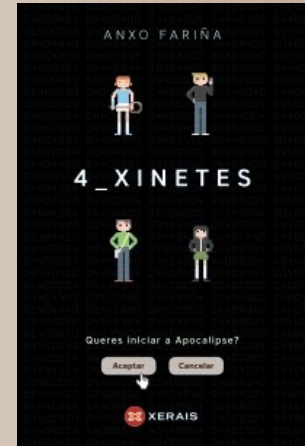 ANXO FARIÑA
4_XINETES
Queres iniciar a Apocalipse?
Aceptar Cancelar
XERAIS